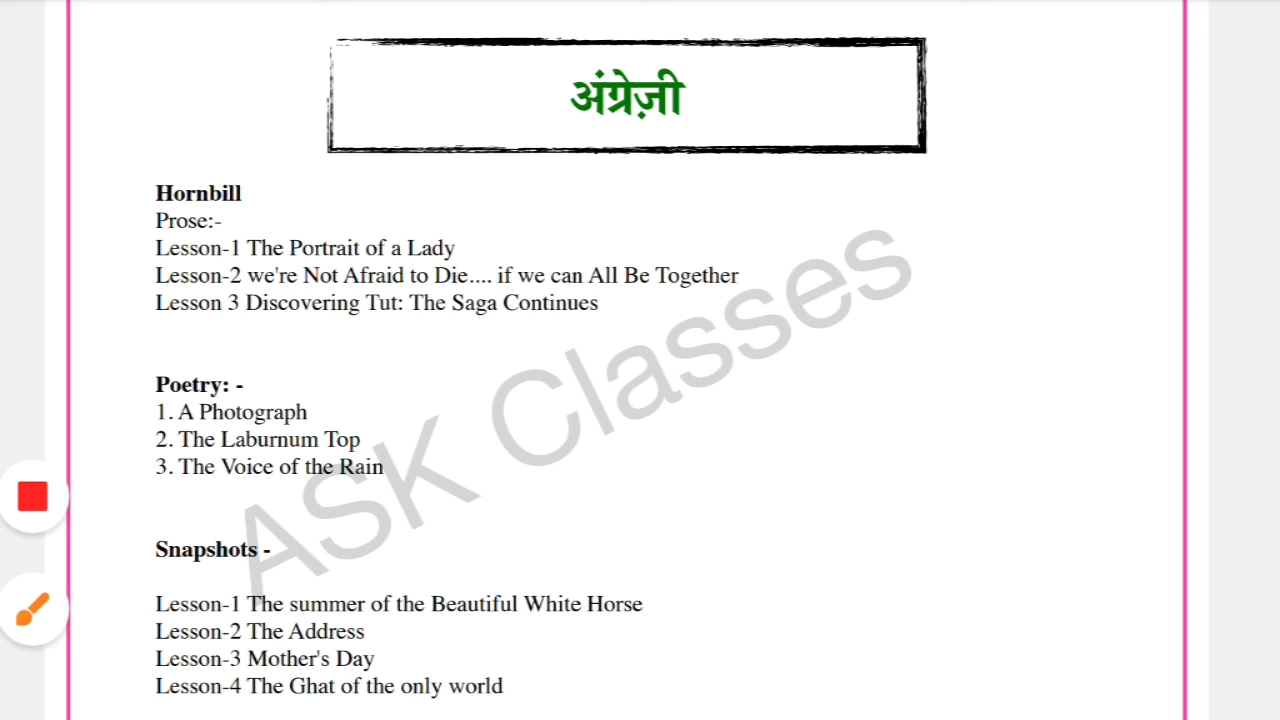 अंग्रेज़ी
Hornbill
Prose:-
Lesson-1 The Portrait of a Lady
Lesson-2 we're Not Afraid to Die.... if we can All Be Together
Lesson 3 Discovering Tut: The Saga Continues
Poetry: -
1. A Photograph
2. The Laburnum Top
3. The Voice of the Rain
Snapshots -
Lesson-1 The summer of the Beautiful White Horse
Lesson-2 The Address
Lesson-3 Mother's Day
Lesson-4 The Ghat of the only world
ASK Classes